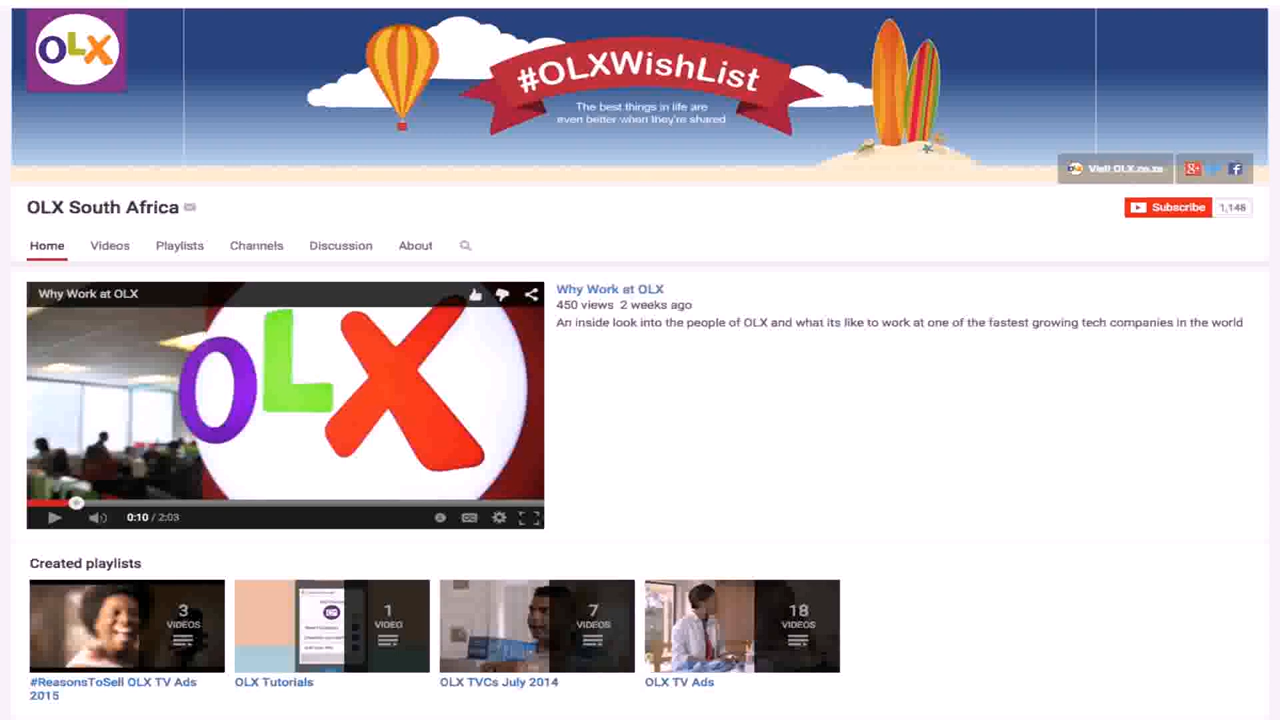 OLX
#OLXWishList
The best things in life are
even better when they're shared
Visit OLX.co.za
OLX South Africa
Subscribe 1,148
Home Videos Playlists Channels Discussion About
Why Work at OLX
OLX
0:10 / 2:03
Why Work at OLX
450 views 2 weeks ago
An inside look into the people of OLX and what its like to work at one of the fastest growing tech companies in the world
Created playlists
3
VIDEOS
1
VIDEO
7
VIDEOS
18
VIDEOS
#ReasonsToSell OLX TV Ads
2015
OLX Tutorials
OLX TVCs July 2014
OLX TV Ads